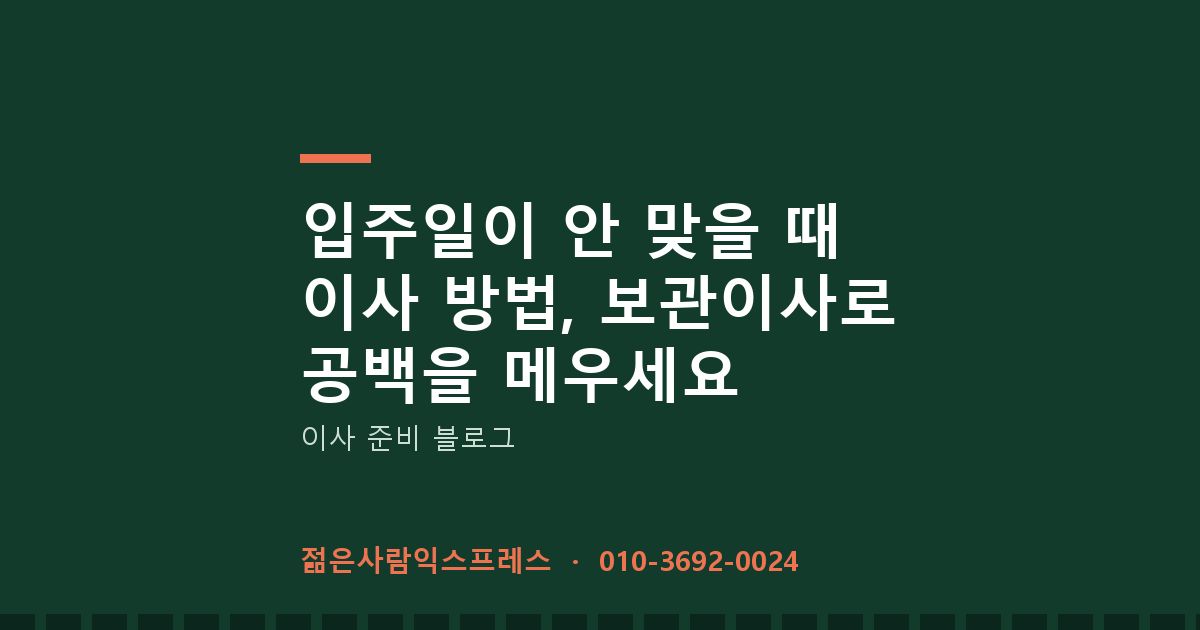 입주일이 안 맞을 때
이사 방법, 보관이사로
공백을 메우세요
이사 준비 블로그
젊은사람익스프레스 · 010-3692-0024